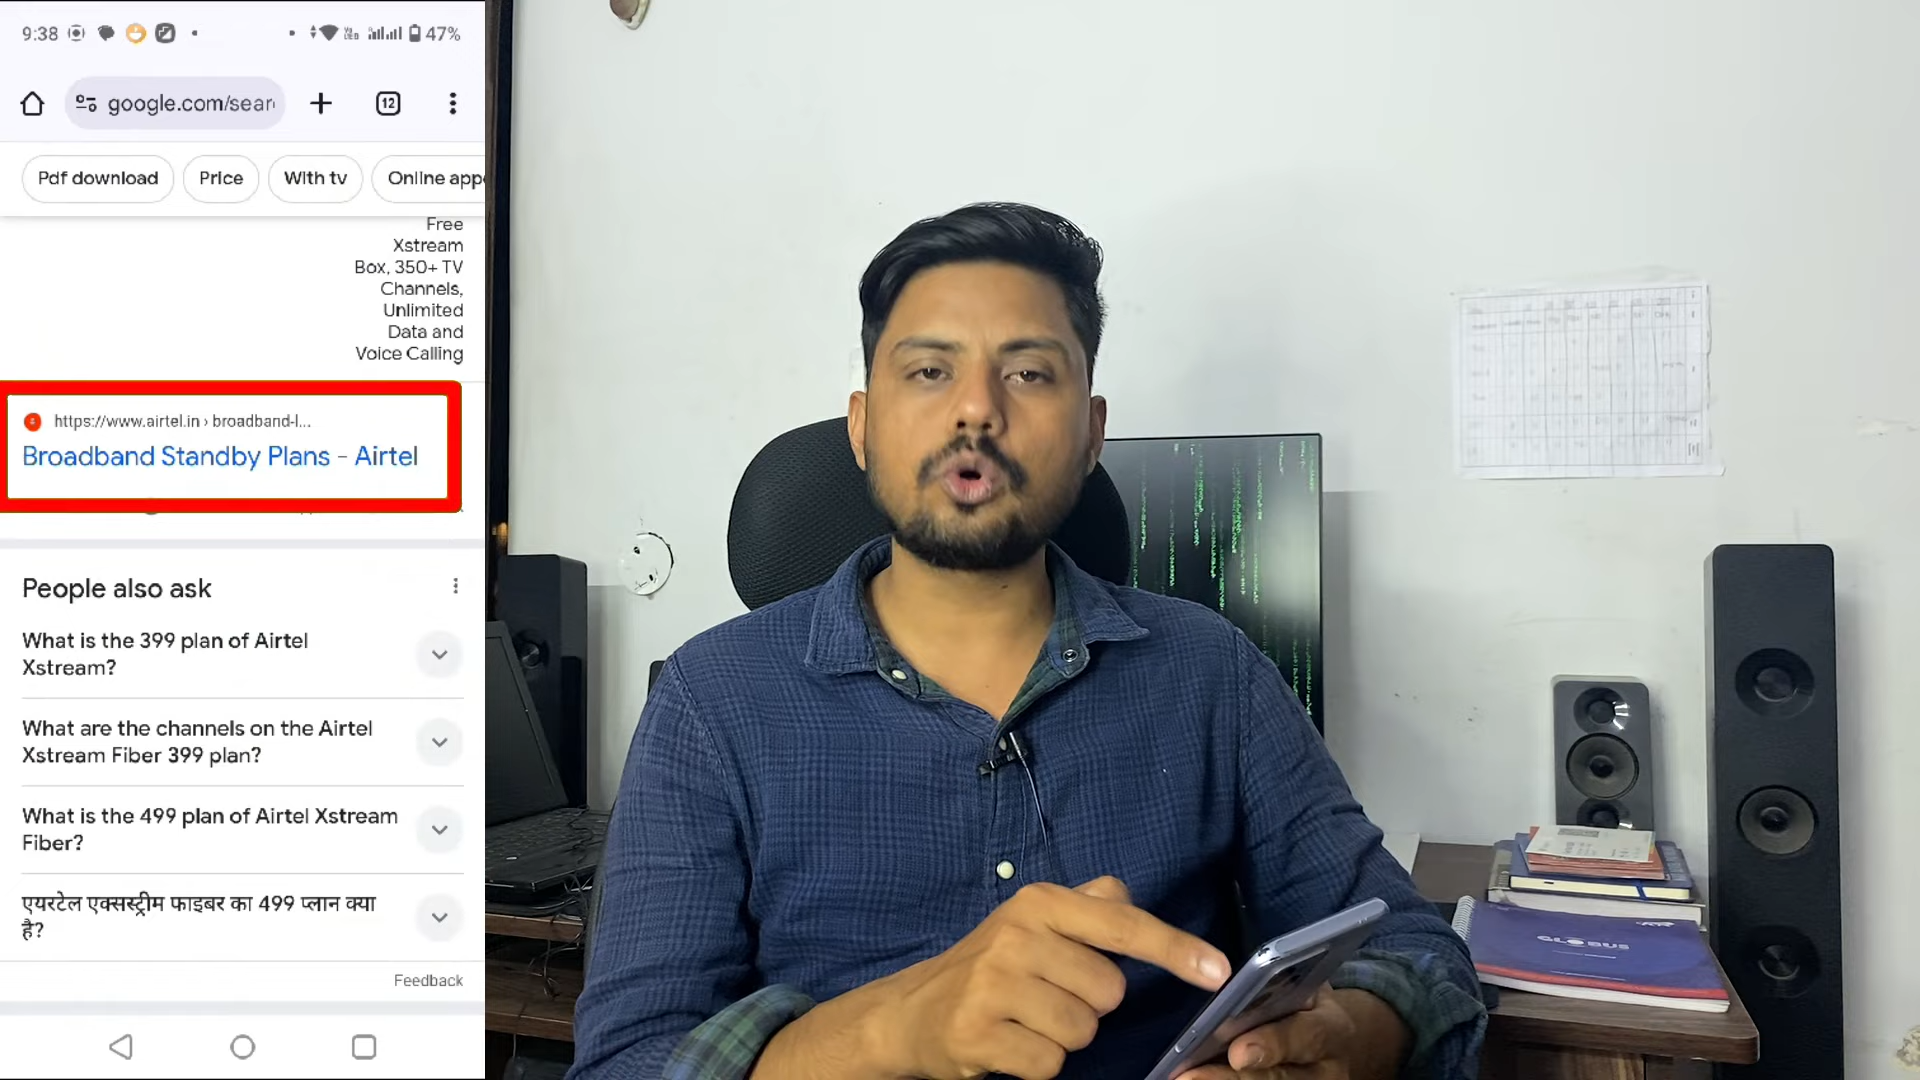 9:38
47%
google.com/sear
12
Pdf download
Price
With tv
Online appe
Free
Xstream
Box, 350+ TV
Channels,
Unlimited
Data and
Voice Calling
https://www.airtel.in › broadband-l...
Broadband Standby Plans - Airtel
People also ask
What is the 399 plan of Airtel
Xstream?
What are the channels on the Airtel
Xstream Fiber 399 plan?
What is the 499 plan of Airtel Xstream
Fiber?
एयरटेल एक्सस्ट्रीम फाइबर का 499 प्लान क्या
है?
Feedback
GLOBUS